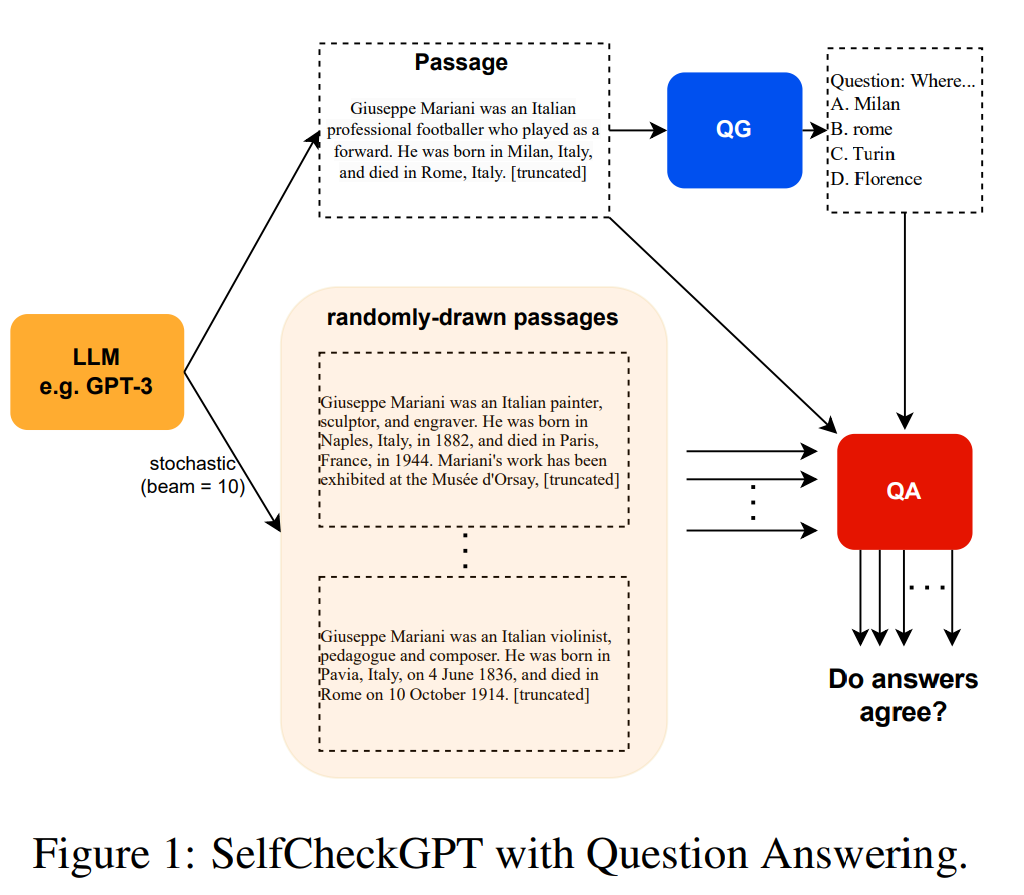 Passage
Giuseppe Mariani was an Italian
professional footballer who played as a
forward. He was born in Milan, Italy,
and died in Rome, Italy. [truncated]
QG
Question: Where...
A. Milan
B. rome
C. Turin
D. Florence
LLM
e.g. GPT-3
stochastic
(beam = 10)
randomly-drawn passages
Giuseppe Mariani was an Italian painter,
sculptor, and engraver. He was born in
Naples, Italy, in 1882, and died in Paris,
France, in 1944. Mariani's work has been
exhibited at the Musée d'Orsay, [truncated]
Giuseppe Mariani was an Italian violinist,
pedagogue and composer. He was born in
Pavia, Italy, on 4 June 1836, and died in
Rome on 10 October 1914. [truncated]
QA
Do answers
agree?
Figure 1: SelfCheckGPT with Question Answering.